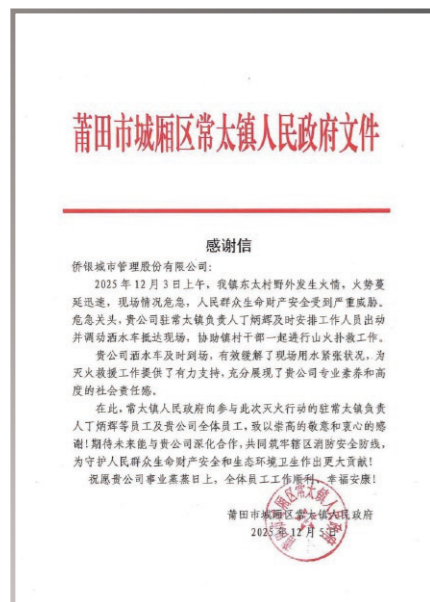 莆田市城厢区常太镇人民政府文件
感谢信
侨银城市管理股份有限公司:
2025年12月3日上午，我镇东太村野外发生火情，火势蔓
延迅速，现场情况危急，人民群众生命财产安全受到严重威胁。
危急关头，贵公司驻常太镇负责人丁炳辉及时安排工作人员出动
并调动洒水车抵达现场，协助镇村干部一起进行山火扑救工作。
贵公司洒水车及时到场，有效缓解了现场用水紧张状况，为
灭火救援工作提供了有力支持，充分展现了贵公司专业素养和高
度的社会责任感。
在此，常太镇人民政府向参与此次灭火行动的驻常太镇负责
人丁炳辉等员工及贵公司全体员工，致以崇高的敬意和衷心的感
谢!期待未来能与贵公司深化合作，共同筑牢辖区消防安全防线，
为守护人民群众生命财产安全和生态环境卫生作出更大贡献!
祝愿贵公司事业蒸蒸日上，全体员工工作顺利、幸福安康!
莆田市城厢区常太镇人民政府
2025年12月5日